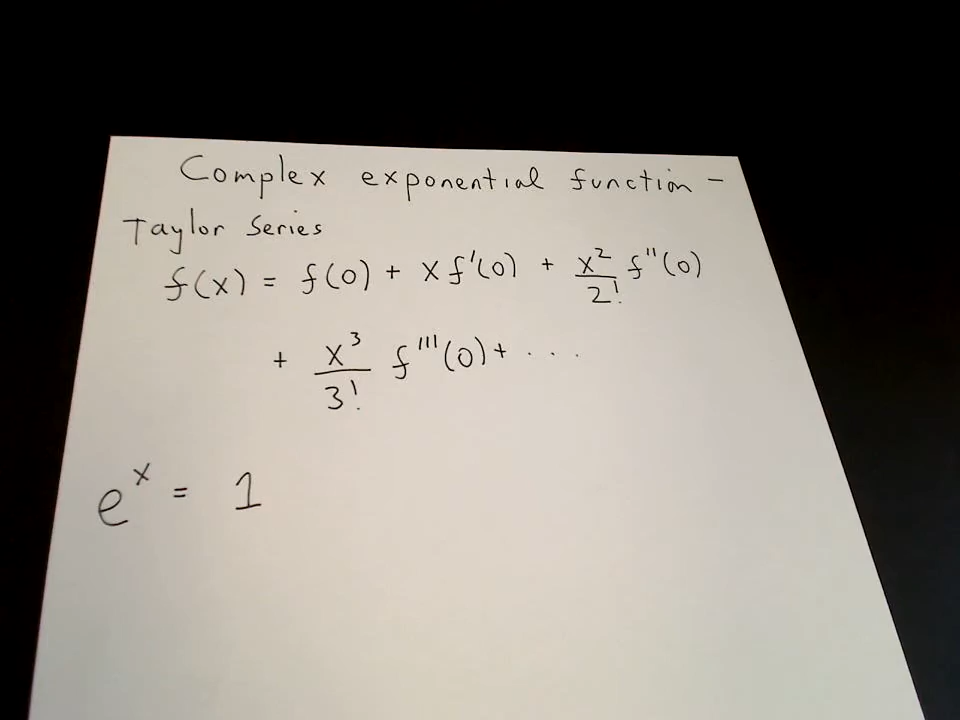 Complex exponential function -
Taylor Series
f(x) = f(0) + x f'(0) + x²/2! f''(0)
+ x³/3! f'''(0) + . . .
eˣ = 1